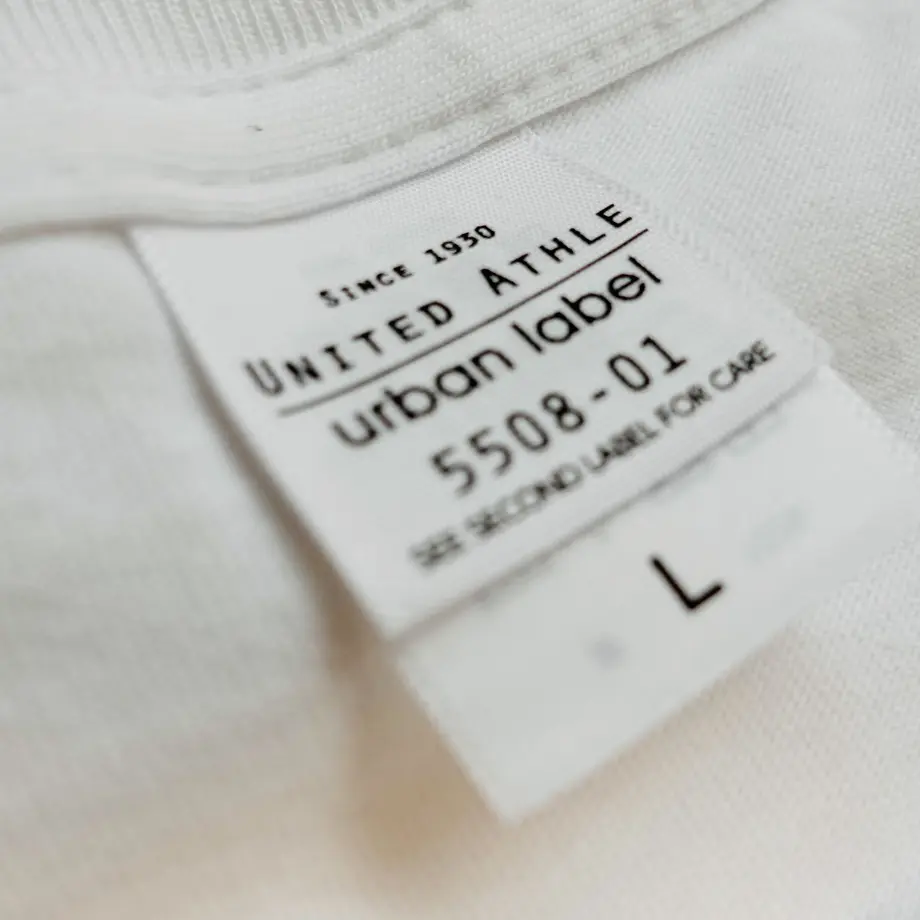 SINCE 1930
UNITED ATHLE
urban label
5508-01
SEE SECOND LABEL FOR CARE
L